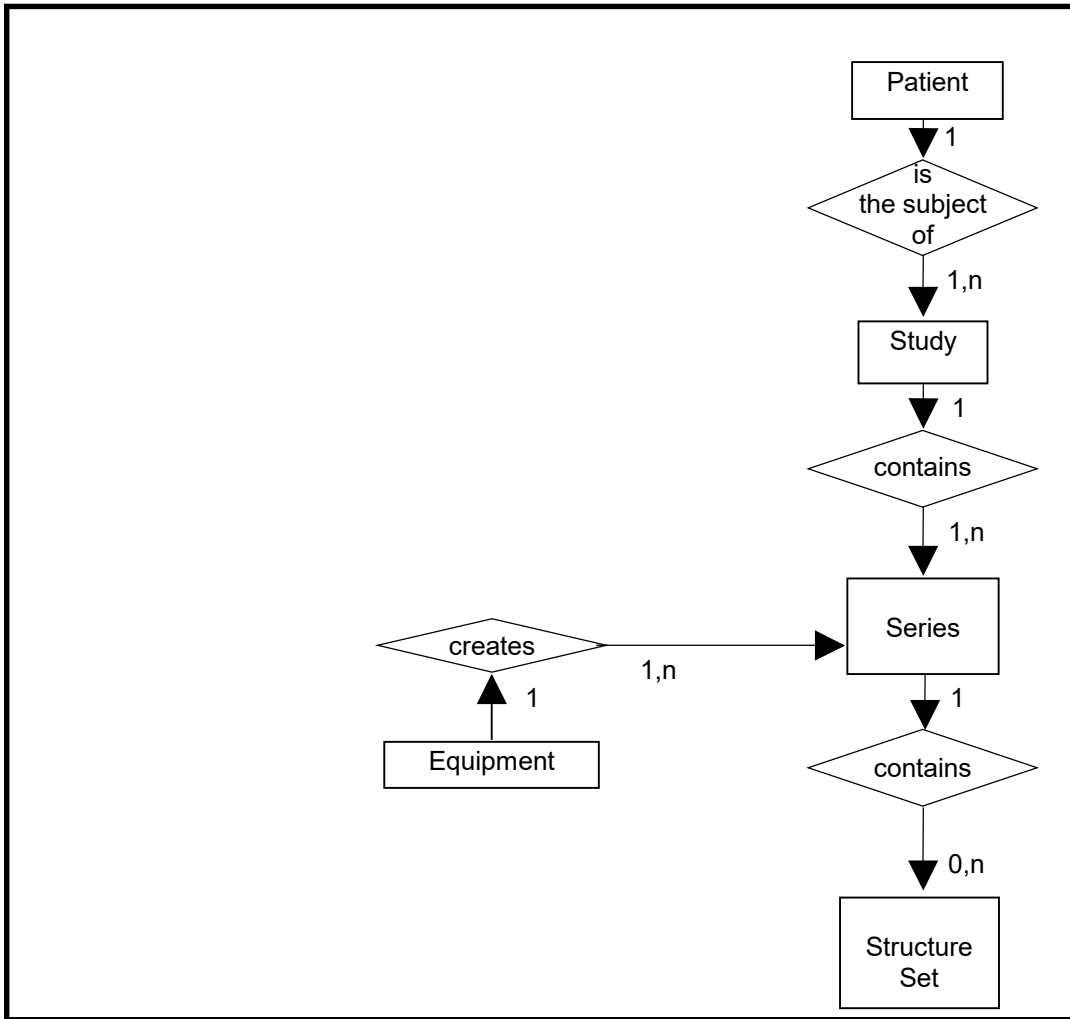 Patient
1
is
the subject
of
1,n
Study
1
contains
1,n
Series
creates
1,n
1
1
Equipment
contains
0,n
Structure
Set